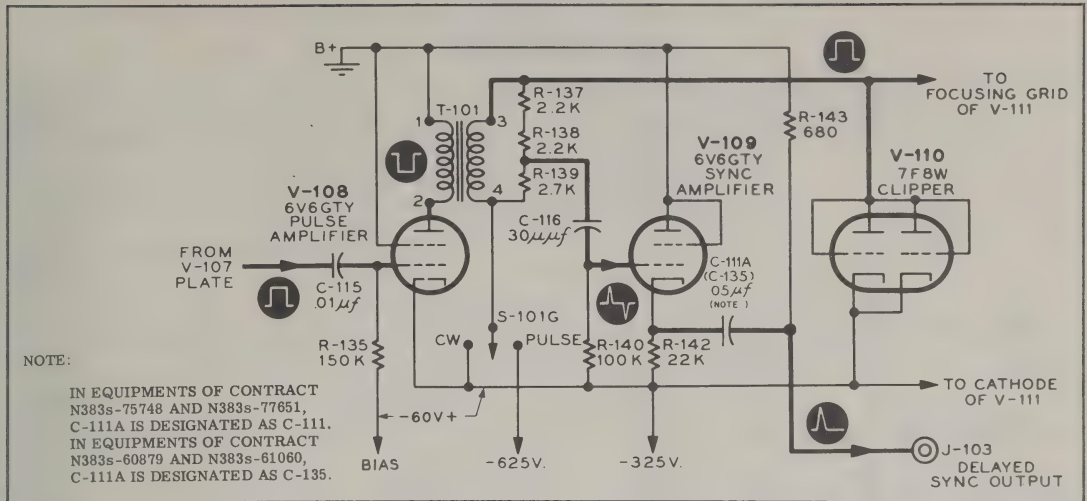 B+
T-101
1
3
2
4
R-137
2.2K
R-138
2.2K
R-139
2.7K
V-109
6V6GTY
SYNC
AMPLIFIER
R-143
680
TO
FOCUSING GRID
OF V-111
V-110
7F8W
CLIPPER
V-108
6V6GTY
PULSE
AMPLIFIER
FROM
V-107
PLATE
C-115
.01µf
C-116
30µµf
C-111A
(C-135)
.05µf
(NOTE)
R-135
150K
S-101G
CW
PULSE
R-140
100K
R-142
22K
-60V+
BIAS
-625V.
-325V.
TO CATHODE
OF V-111
J-103
DELAYED
SYNC OUTPUT
NOTE:
IN EQUIPMENTS OF CONTRACT
N383s-75748 AND N383s-77651,
C-111A IS DESIGNATED AS C-111.
IN EQUIPMENTS OF CONTRACT
N383s-60879 AND N383s-61060,
C-111A IS DESIGNATED AS C-135.